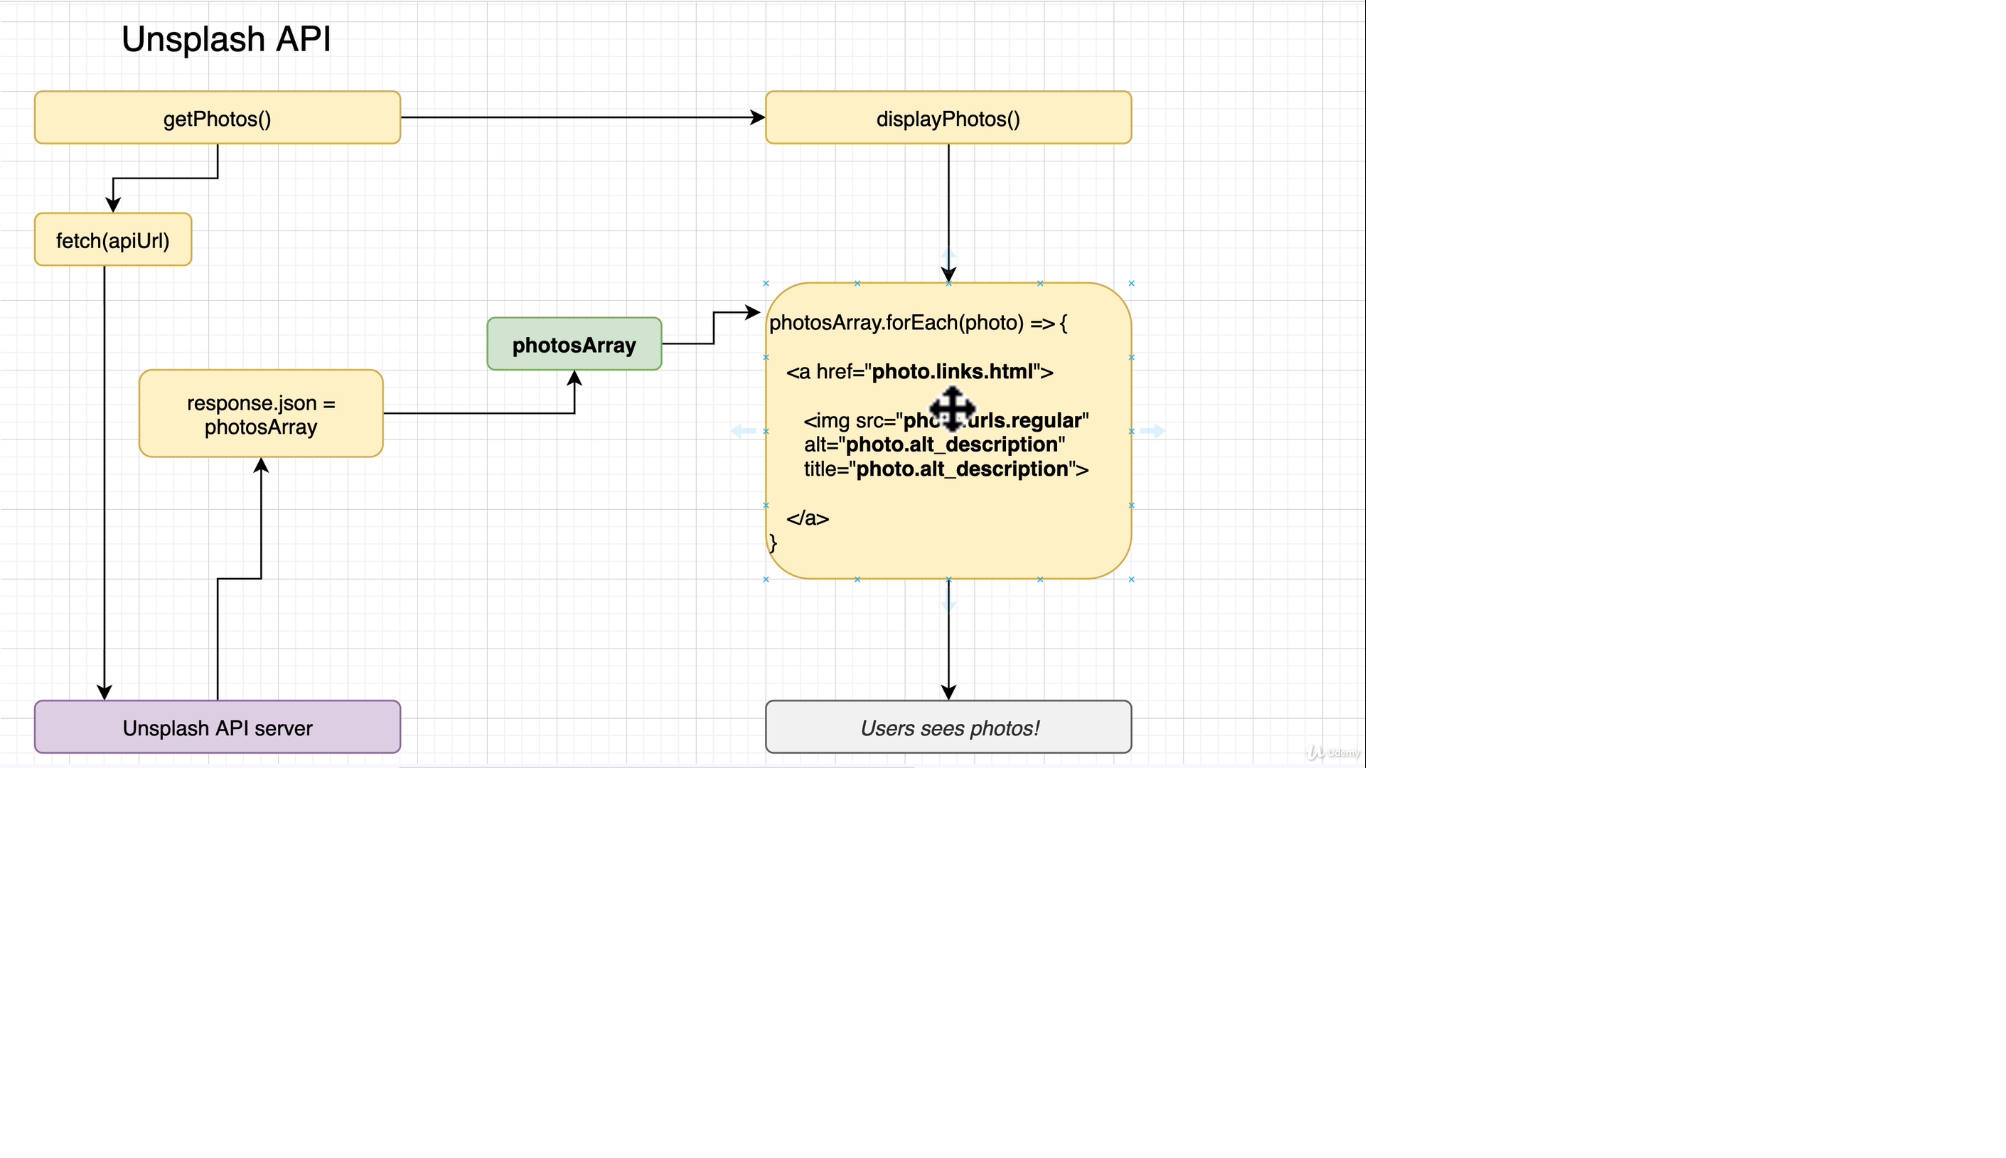 Unsplash API
getPhotos()
displayPhotos()
fetch(apiUrl)
photosArray
response.json =
photosArray
photosArray.forEach(photo) => {
<a href="photo.links.html">
<img src="pho urls.regular"
alt="photo.alt_description"
title="photo.alt_description">
</a>
}
Unsplash API server
Users sees photos!
Udemy